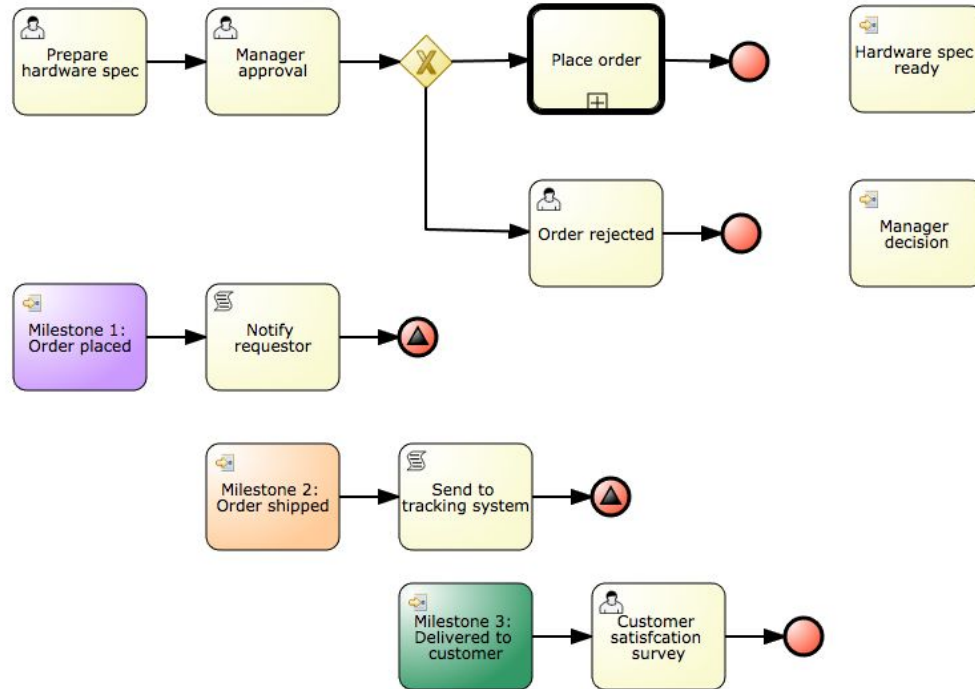 Prepare
hardware spec
Manager
approval
Place order
Hardware spec
ready
Order rejected
Manager
decision
Milestone 1:
Order placed
Notify
requestor
Milestone 2:
Order shipped
Send to
tracking system
Milestone 3:
Delivered to
customer
Customer
satisfcation
survey